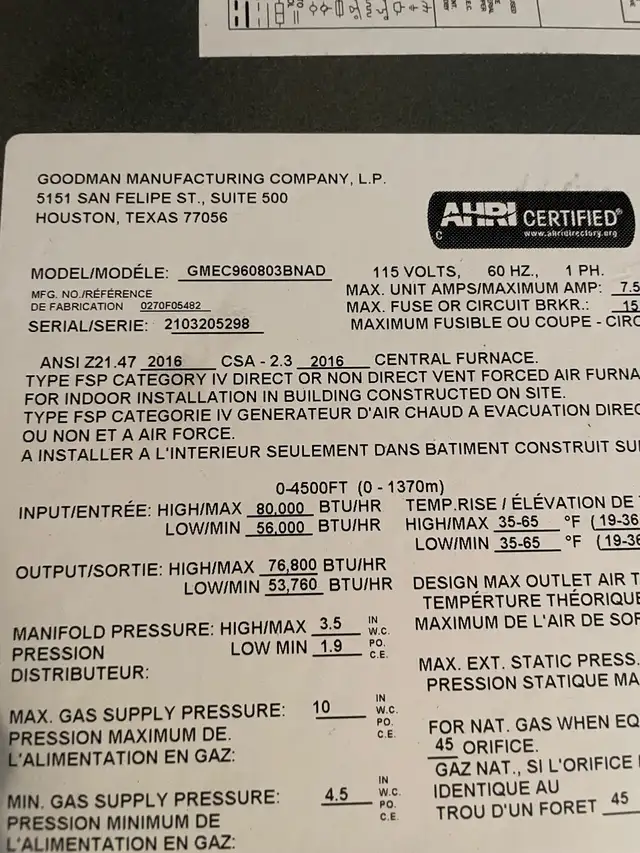 GOODMAN MANUFACTURING COMPANY, L.P.
5151 SAN FELIPE ST., SUITE 500
HOUSTON, TEXAS 77056
AHRI CERTIFIED®
C www.ahridirectory.org
MODEL/MODÉLE: GMEC960803BNAD
MFG. NO./RÉFÉRENCE
DE FABRICATION 0270F05482
SERIAL/SERIE: 2103205298
115 VOLTS, 60 HZ., 1 PH.
MAX. UNIT AMPS/MAXIMUM AMP: 7.5
MAX. FUSE OR CIRCUIT BRKR.: 15
MAXIMUM FUSIBLE OU COUPE - CIRC
ANSI Z21.47 2016 CSA - 2.3 2016 CENTRAL FURNACE.
TYPE FSP CATEGORY IV DIRECT OR NON DIRECT VENT FORCED AIR FURNA
FOR INDOOR INSTALLATION IN BUILDING CONSTRUCTED ON SITE.
TYPE FSP CATEGORIE IV GENERATEUR D'AIR CHAUD A EVACUATION DIREC
OU NON ET A AIR FORCE.
A INSTALLER A L'INTERIEUR SEULEMENT DANS BATIMENT CONSTRUIT SU
0-4500FT (0 - 1370m)
INPUT/ENTRÉE: HIGH/MAX 80,000 BTU/HR
LOW/MIN 56,000 BTU/HR
OUTPUT/SORTIE: HIGH/MAX 76,800 BTU/HR
LOW/MIN 53,760 BTU/HR
MANIFOLD PRESSURE: HIGH/MAX 3.5 IN W.C.
PRESSION LOW MIN 1.9 PO. C.E.
DISTRIBUTEUR:
MAX. GAS SUPPLY PRESSURE: 10 IN W.C.
PRESSION MAXIMUM DE. PO. C.E.
L'ALIMENTATION EN GAZ:
MIN. GAS SUPPLY PRESSURE: 4.5 IN W.C.
PRESSION MINIMUM DE PO. C.E.
L'ALIMENTATION EN GAZ:
TEMP.RISE / ÉLÉVATION DE
HIGH/MAX 35-65 °F (19-36
LOW/MIN 35-65 °F (19-36
DESIGN MAX OUTLET AIR T
TEMPÉRTURE THÉORIQUE
MAXIMUM DE L'AIR DE SOR
MAX. EXT. STATIC PRESS.
PRESSION STATIQUE MA
FOR NAT. GAS WHEN EQ
45 ORIFICE.
GAZ NAT., SI L'ORIFICE
IDENTIQUE AU
TROU D'UN FORET 45